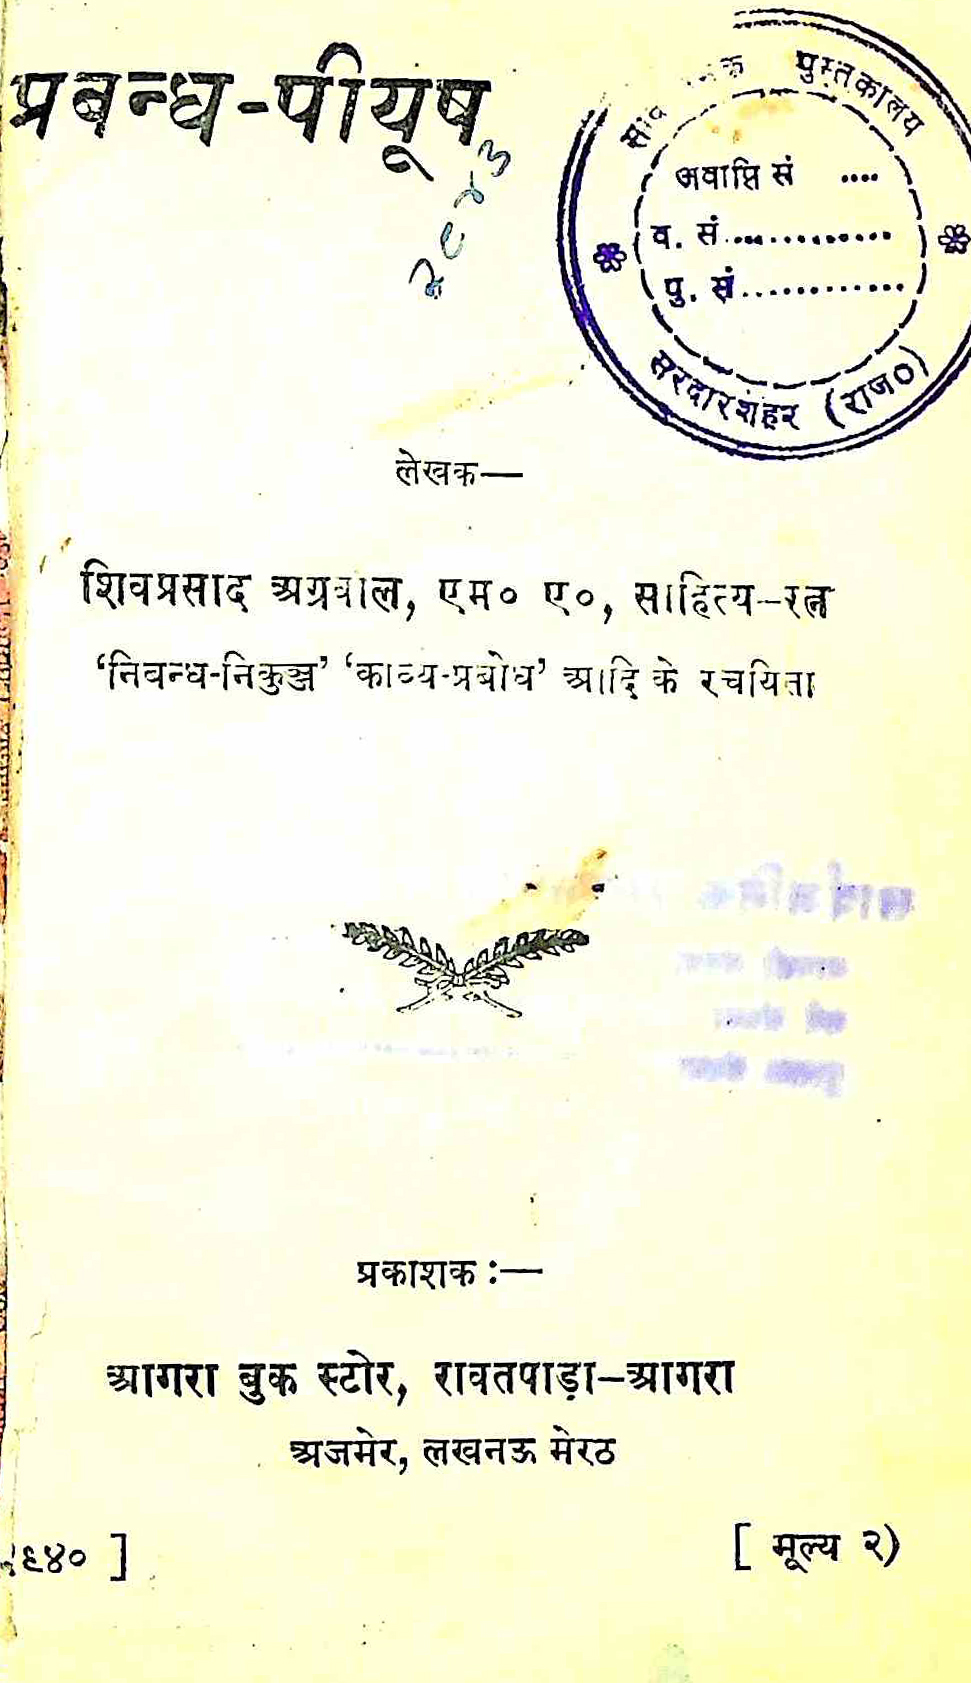 प्रबन्ध-पीयूष
पुस्तकालय
अवाप्ति सं ....
व. सं.............
पु. सं.............
सरदारशहर (राज०)
लेखक—
शिवप्रसाद अग्रवाल, एम० ए०, साहित्य-रत्न
‘निबन्ध-निकुञ्ज’ ‘काव्य-प्रबोध’ आदि के रचयिता
प्रकाशक :—
आगरा बुक स्टोर, रावतपाड़ा—आगरा
अजमेर, लखनऊ मेरठ
१९४० ]
[ मूल्य २)